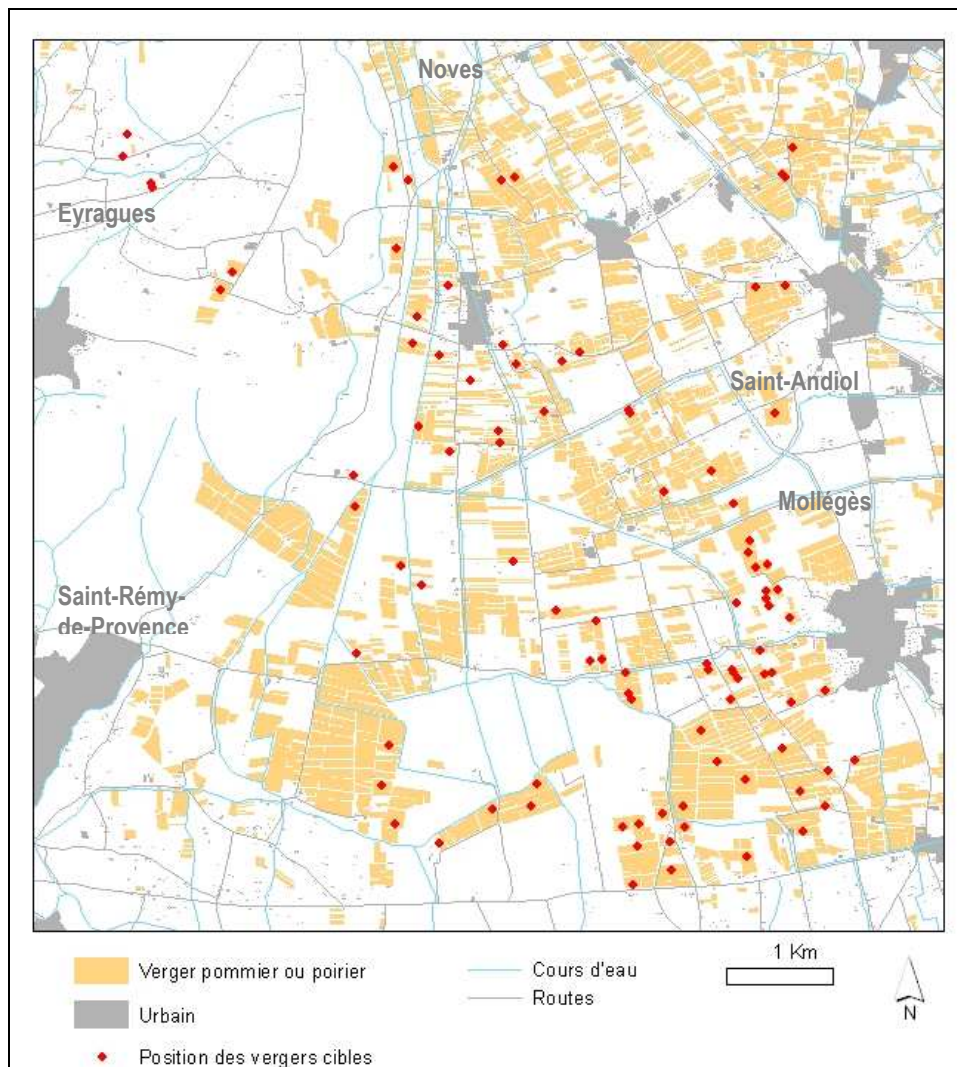 Noves
Eyragues
Saint-Andiol
Mollégès
Saint-Rémy-
de-Provence
Verger pommier ou poirier
Urbain
Position des vergers cibles
Cours d'eau
Routes
1 Km
N